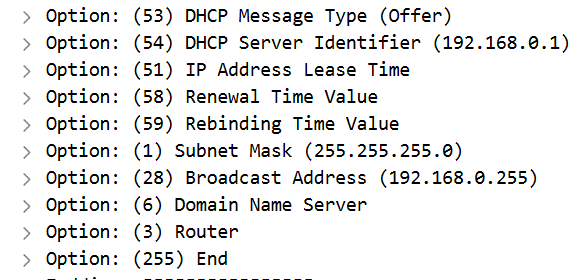 Option: (53) DHCP Message Type (Offer)
Option: (54) DHCP Server Identifier (192.168.0.1)
Option: (51) IP Address Lease Time
Option: (58) Renewal Time Value
Option: (59) Rebinding Time Value
Option: (1) Subnet Mask (255.255.255.0)
Option: (28) Broadcast Address (192.168.0.255)
Option: (6) Domain Name Server
Option: (3) Router
Option: (255) End